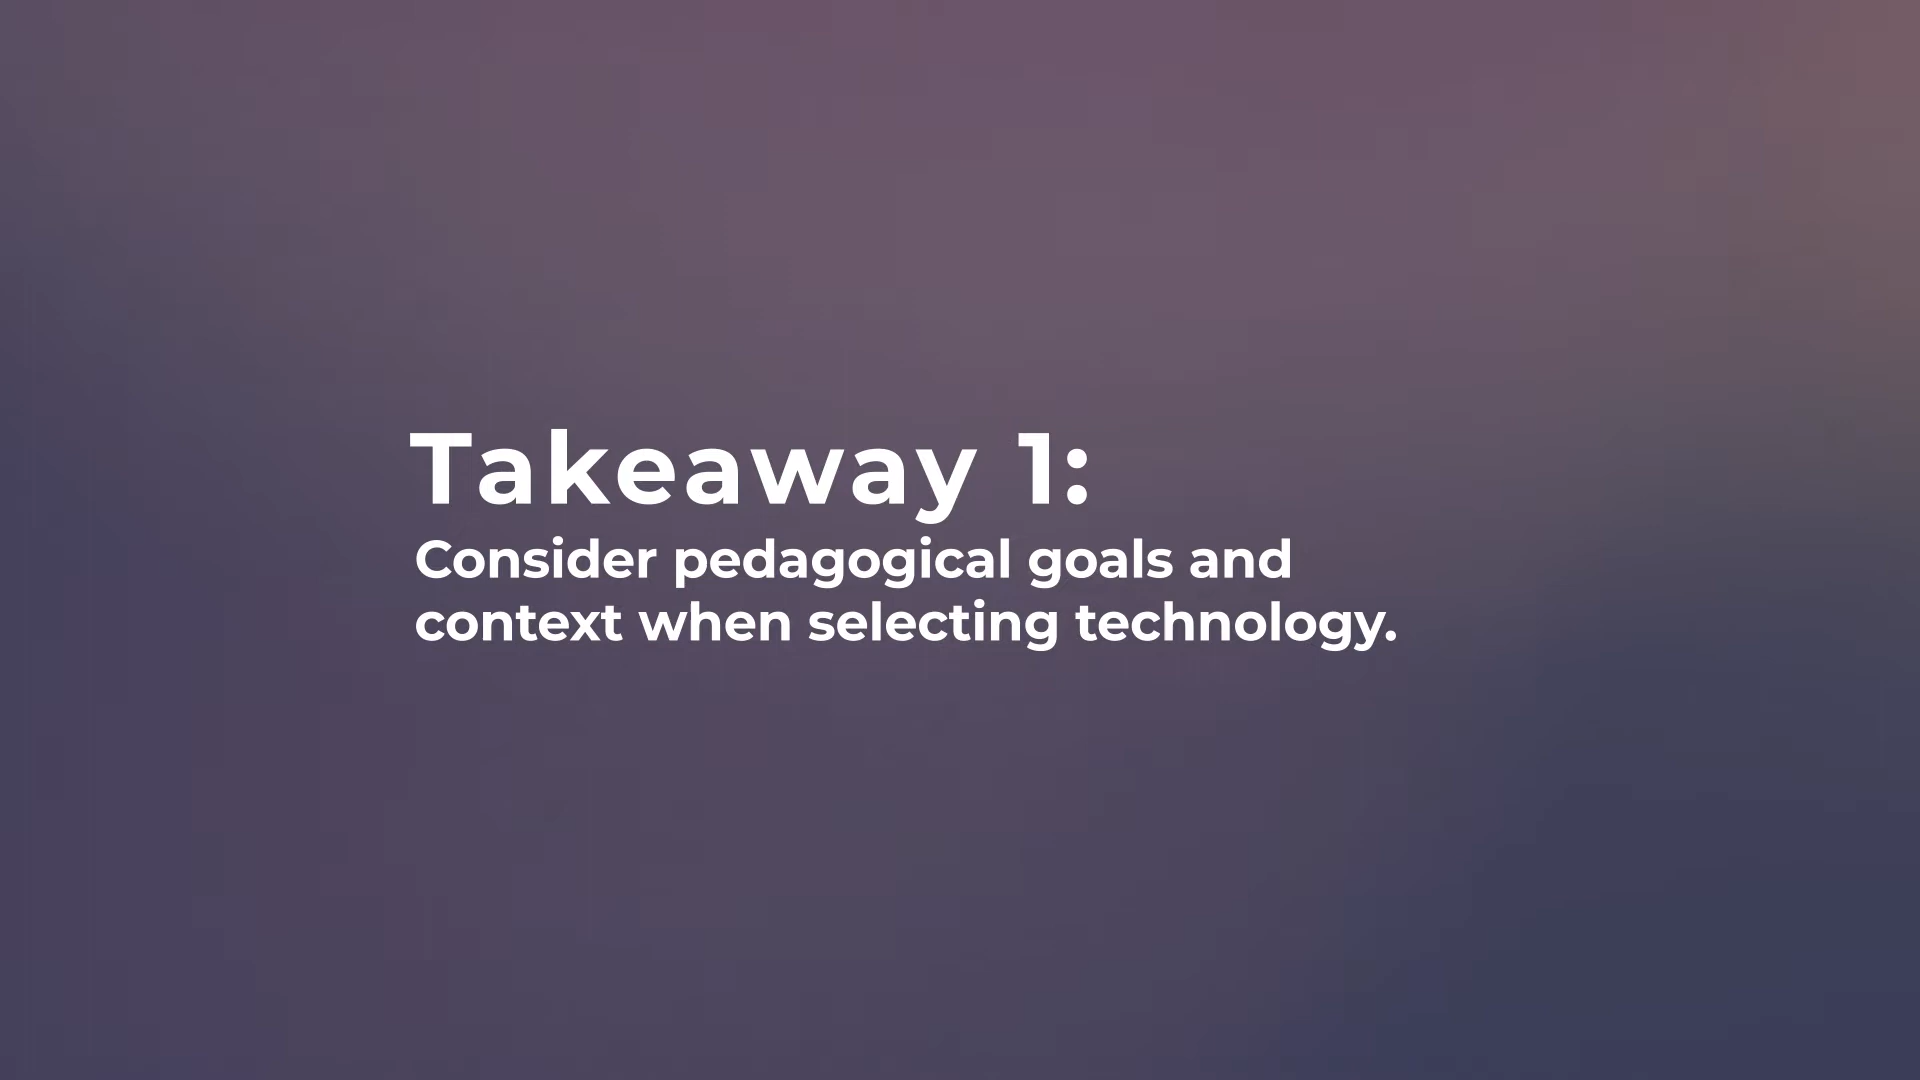 Takeaway 1:
Consider pedagogical goals and
context when selecting technology.